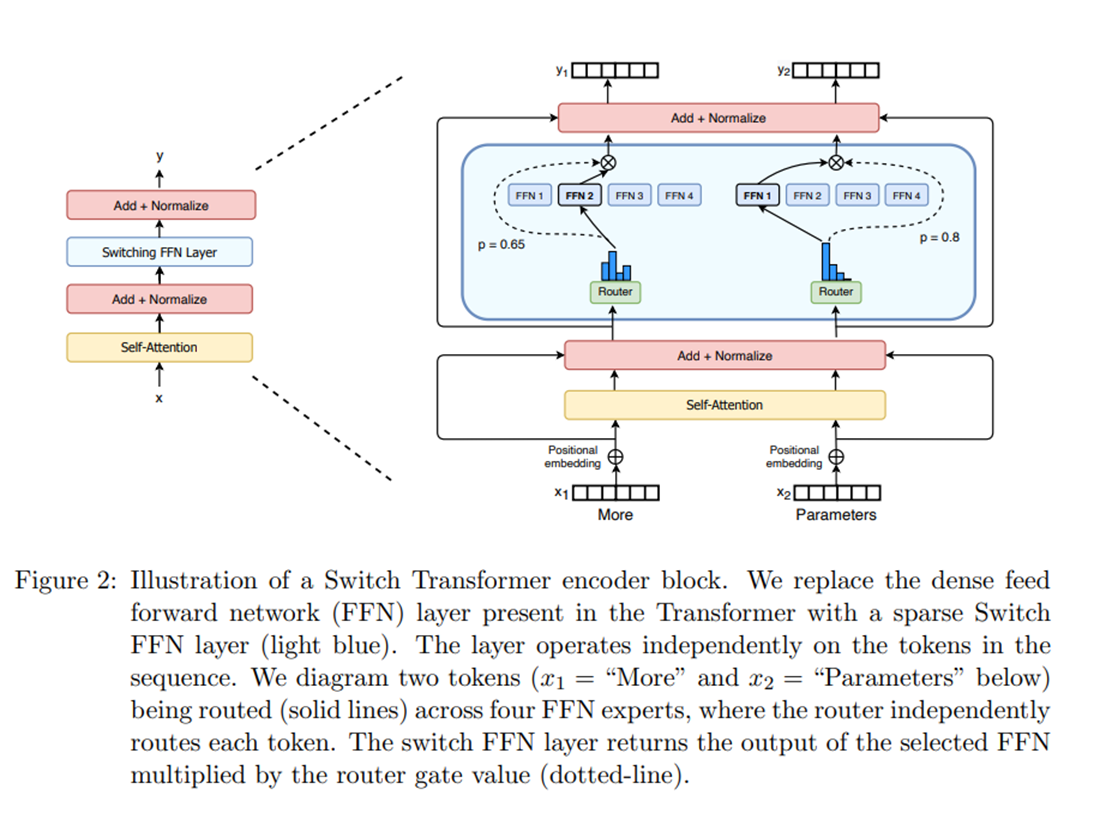 y
Add + Normalize
Switching FFN Layer
Add + Normalize
Self-Attention
x
y1
y2
Add + Normalize
FFN 1 FFN 2 FFN 3 FFN 4
FFN 1 FFN 2 FFN 3 FFN 4
p = 0.65
p = 0.8
Router
Router
Add + Normalize
Self-Attention
Positional
embedding
Positional
embedding
x1
x2
More
Parameters
Figure 2: Illustration of a Switch Transformer encoder block. We replace the dense feed
forward network (FFN) layer present in the Transformer with a sparse Switch
FFN layer (light blue). The layer operates independently on the tokens in the
sequence. We diagram two tokens (x1 = “More” and x2 = “Parameters” below)
being routed (solid lines) across four FFN experts, where the router independently
routes each token. The switch FFN layer returns the output of the selected FFN
multiplied by the router gate value (dotted-line).